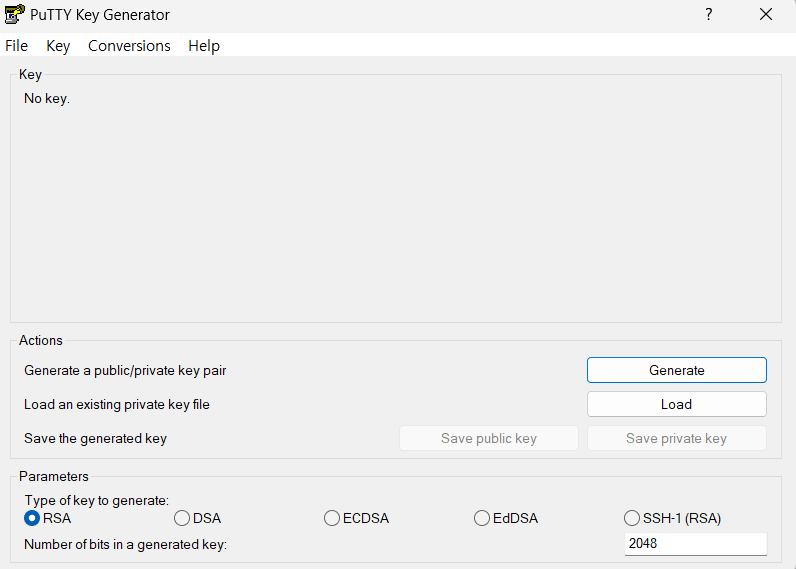 PuTTY Key Generator ?
File Key Conversions Help
Key
No key.
Actions
Generate a public/private key pair Generate
Load an existing private key file Load
Save the generated key Save public key Save private key
Parameters
Type of key to generate:
RSA DSA ECDSA EdDSA SSH-1 (RSA)
Number of bits in a generated key: 2048